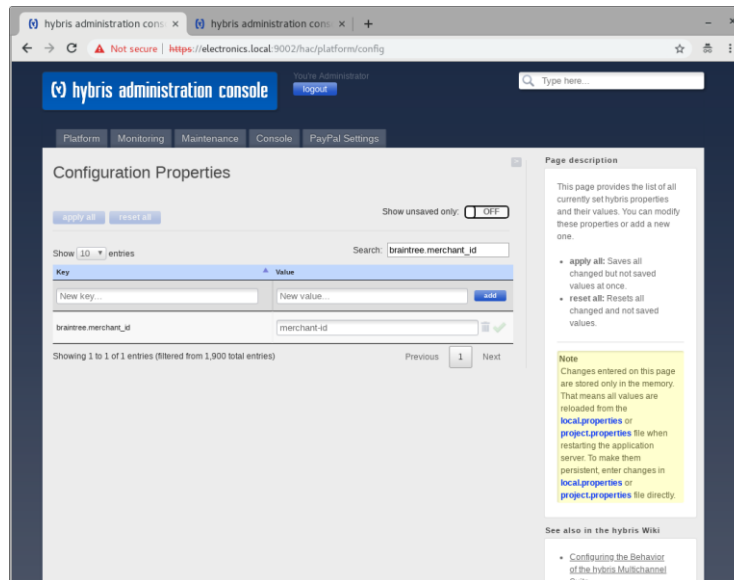 hybris administration cons
hybris administration cons
Not secure | https://electronics.local:9002/hac/platform/config
hybris administration console
You're Administrator
logout
Type here...
Platform Monitoring Maintenance Console PayPal Settings
Configuration Properties
apply all reset all
Show unsaved only: OFF
Show 10 entries
Search: braintree.merchant_id
Key Value
New key... New value... add
braintree.merchant_id merchant-id
Showing 1 to 1 of 1 entries (filtered from 1,900 total entries)
Previous 1 Next
Page description
This page provides the list of all
currently set hybris properties
and their values. You can modify
these properties or add a new
one.
• apply all: Saves all
changed but not saved
values at once.
• reset all: Resets all
changed and not saved
values.
Note
Changes entered on this page
are stored only in the memory.
That means all values are
reloaded from the
local.properties or
project.properties file when
restarting the application
server. To make them
persistent, enter changes in
local.properties or
project.properties file directly.
See also in the hybris Wiki
• Configuring the Behavior
of the hybris Multichannel